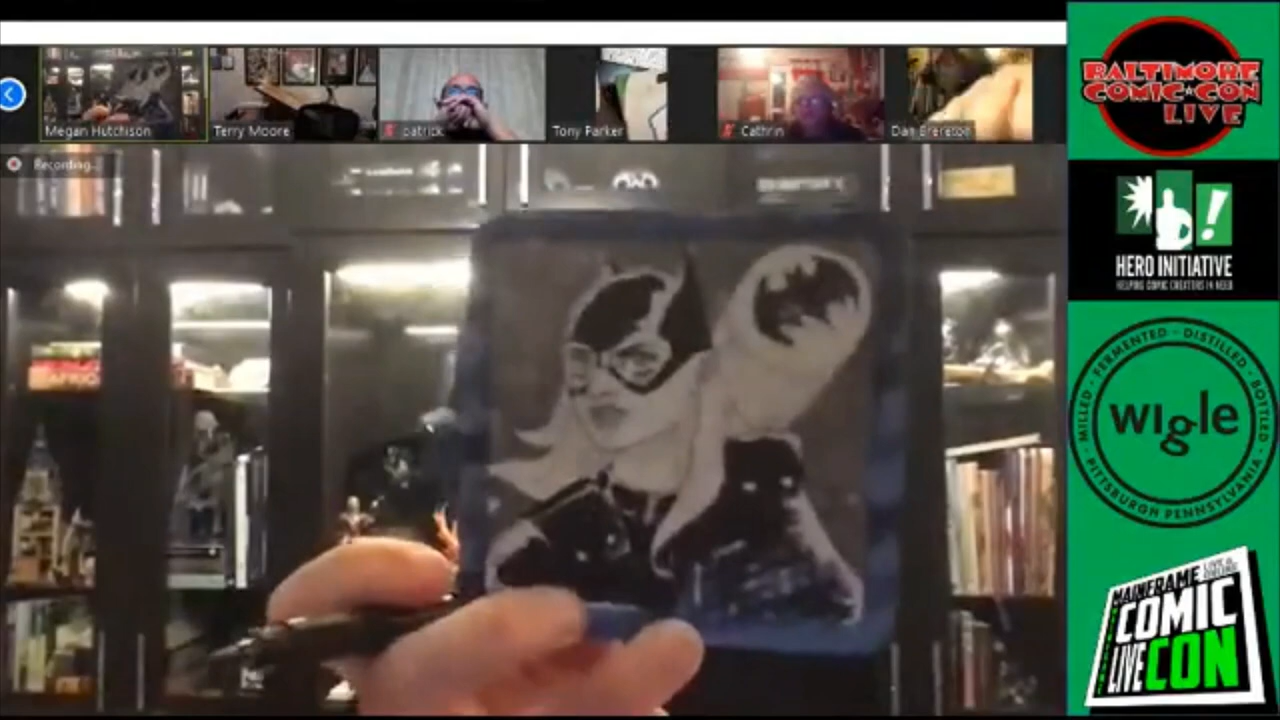 Megan Hutchison
Terry Moore
patrick
Tony Parker
Cathrin
Dan Brereton
Recording...
BALTIMORE
COMIC★CON
LIVE
!
HERO INITIATIVE
HELPING COMIC CREATORS IN NEED
MILLED · FERMENTED · DISTILLED · BOTTLED
wigle
PITTSBURGH PENNSYLVANIA
MAINFRAME
COMIC
LIVE CON